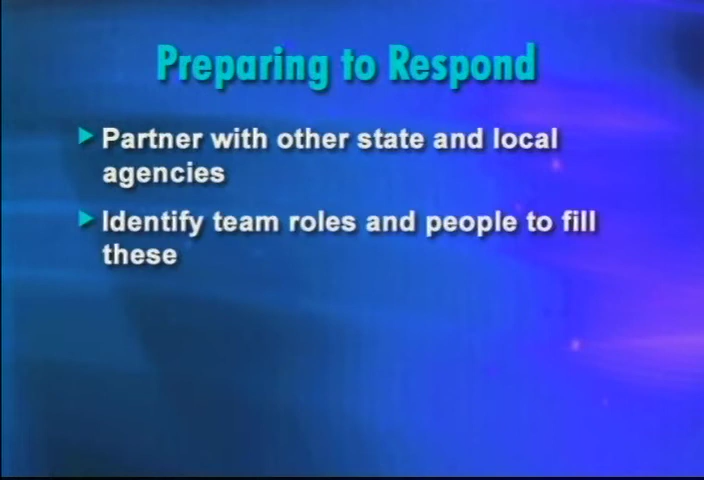 Preparing to Respond
Partner with other state and local
agencies
Identify team roles and people to fill
these